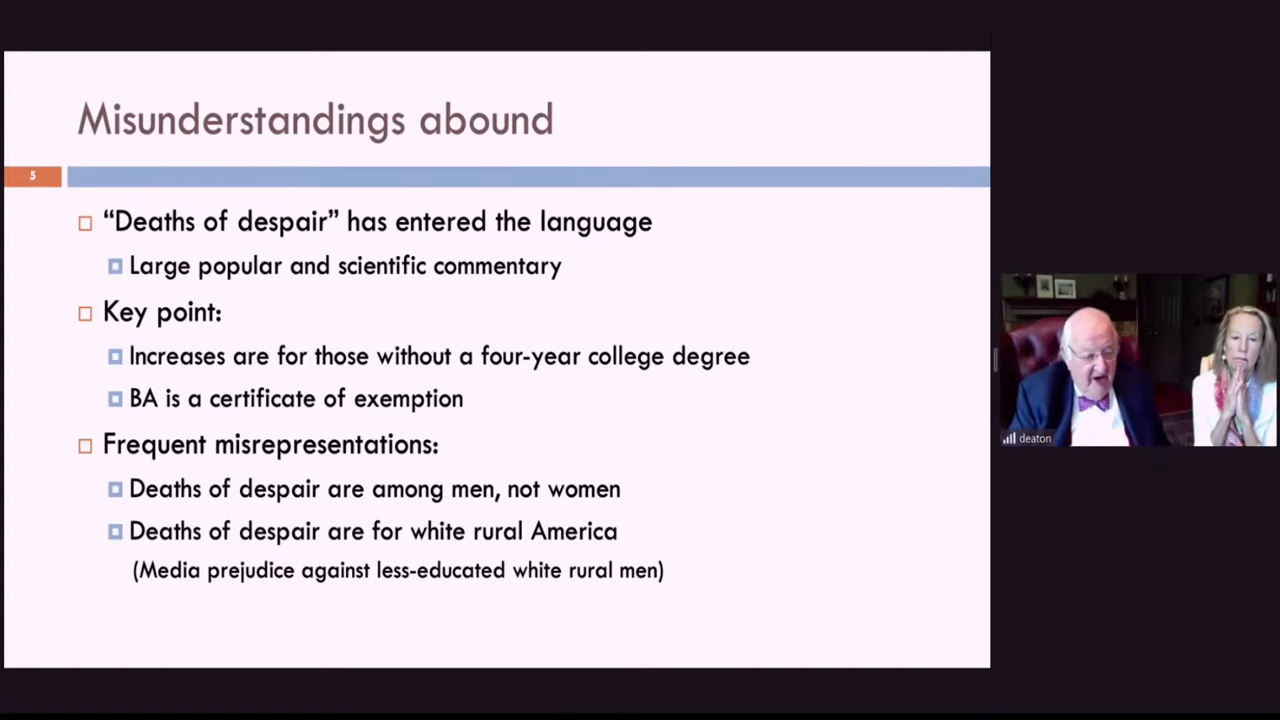 Misunderstandings abound
5
“Deaths of despair” has entered the language
Large popular and scientific commentary
Key point:
Increases are for those without a four-year college degree
BA is a certificate of exemption
Frequent misrepresentations:
Deaths of despair are among men, not women
Deaths of despair are for white rural America
(Media prejudice against less-educated white rural men)
deaton